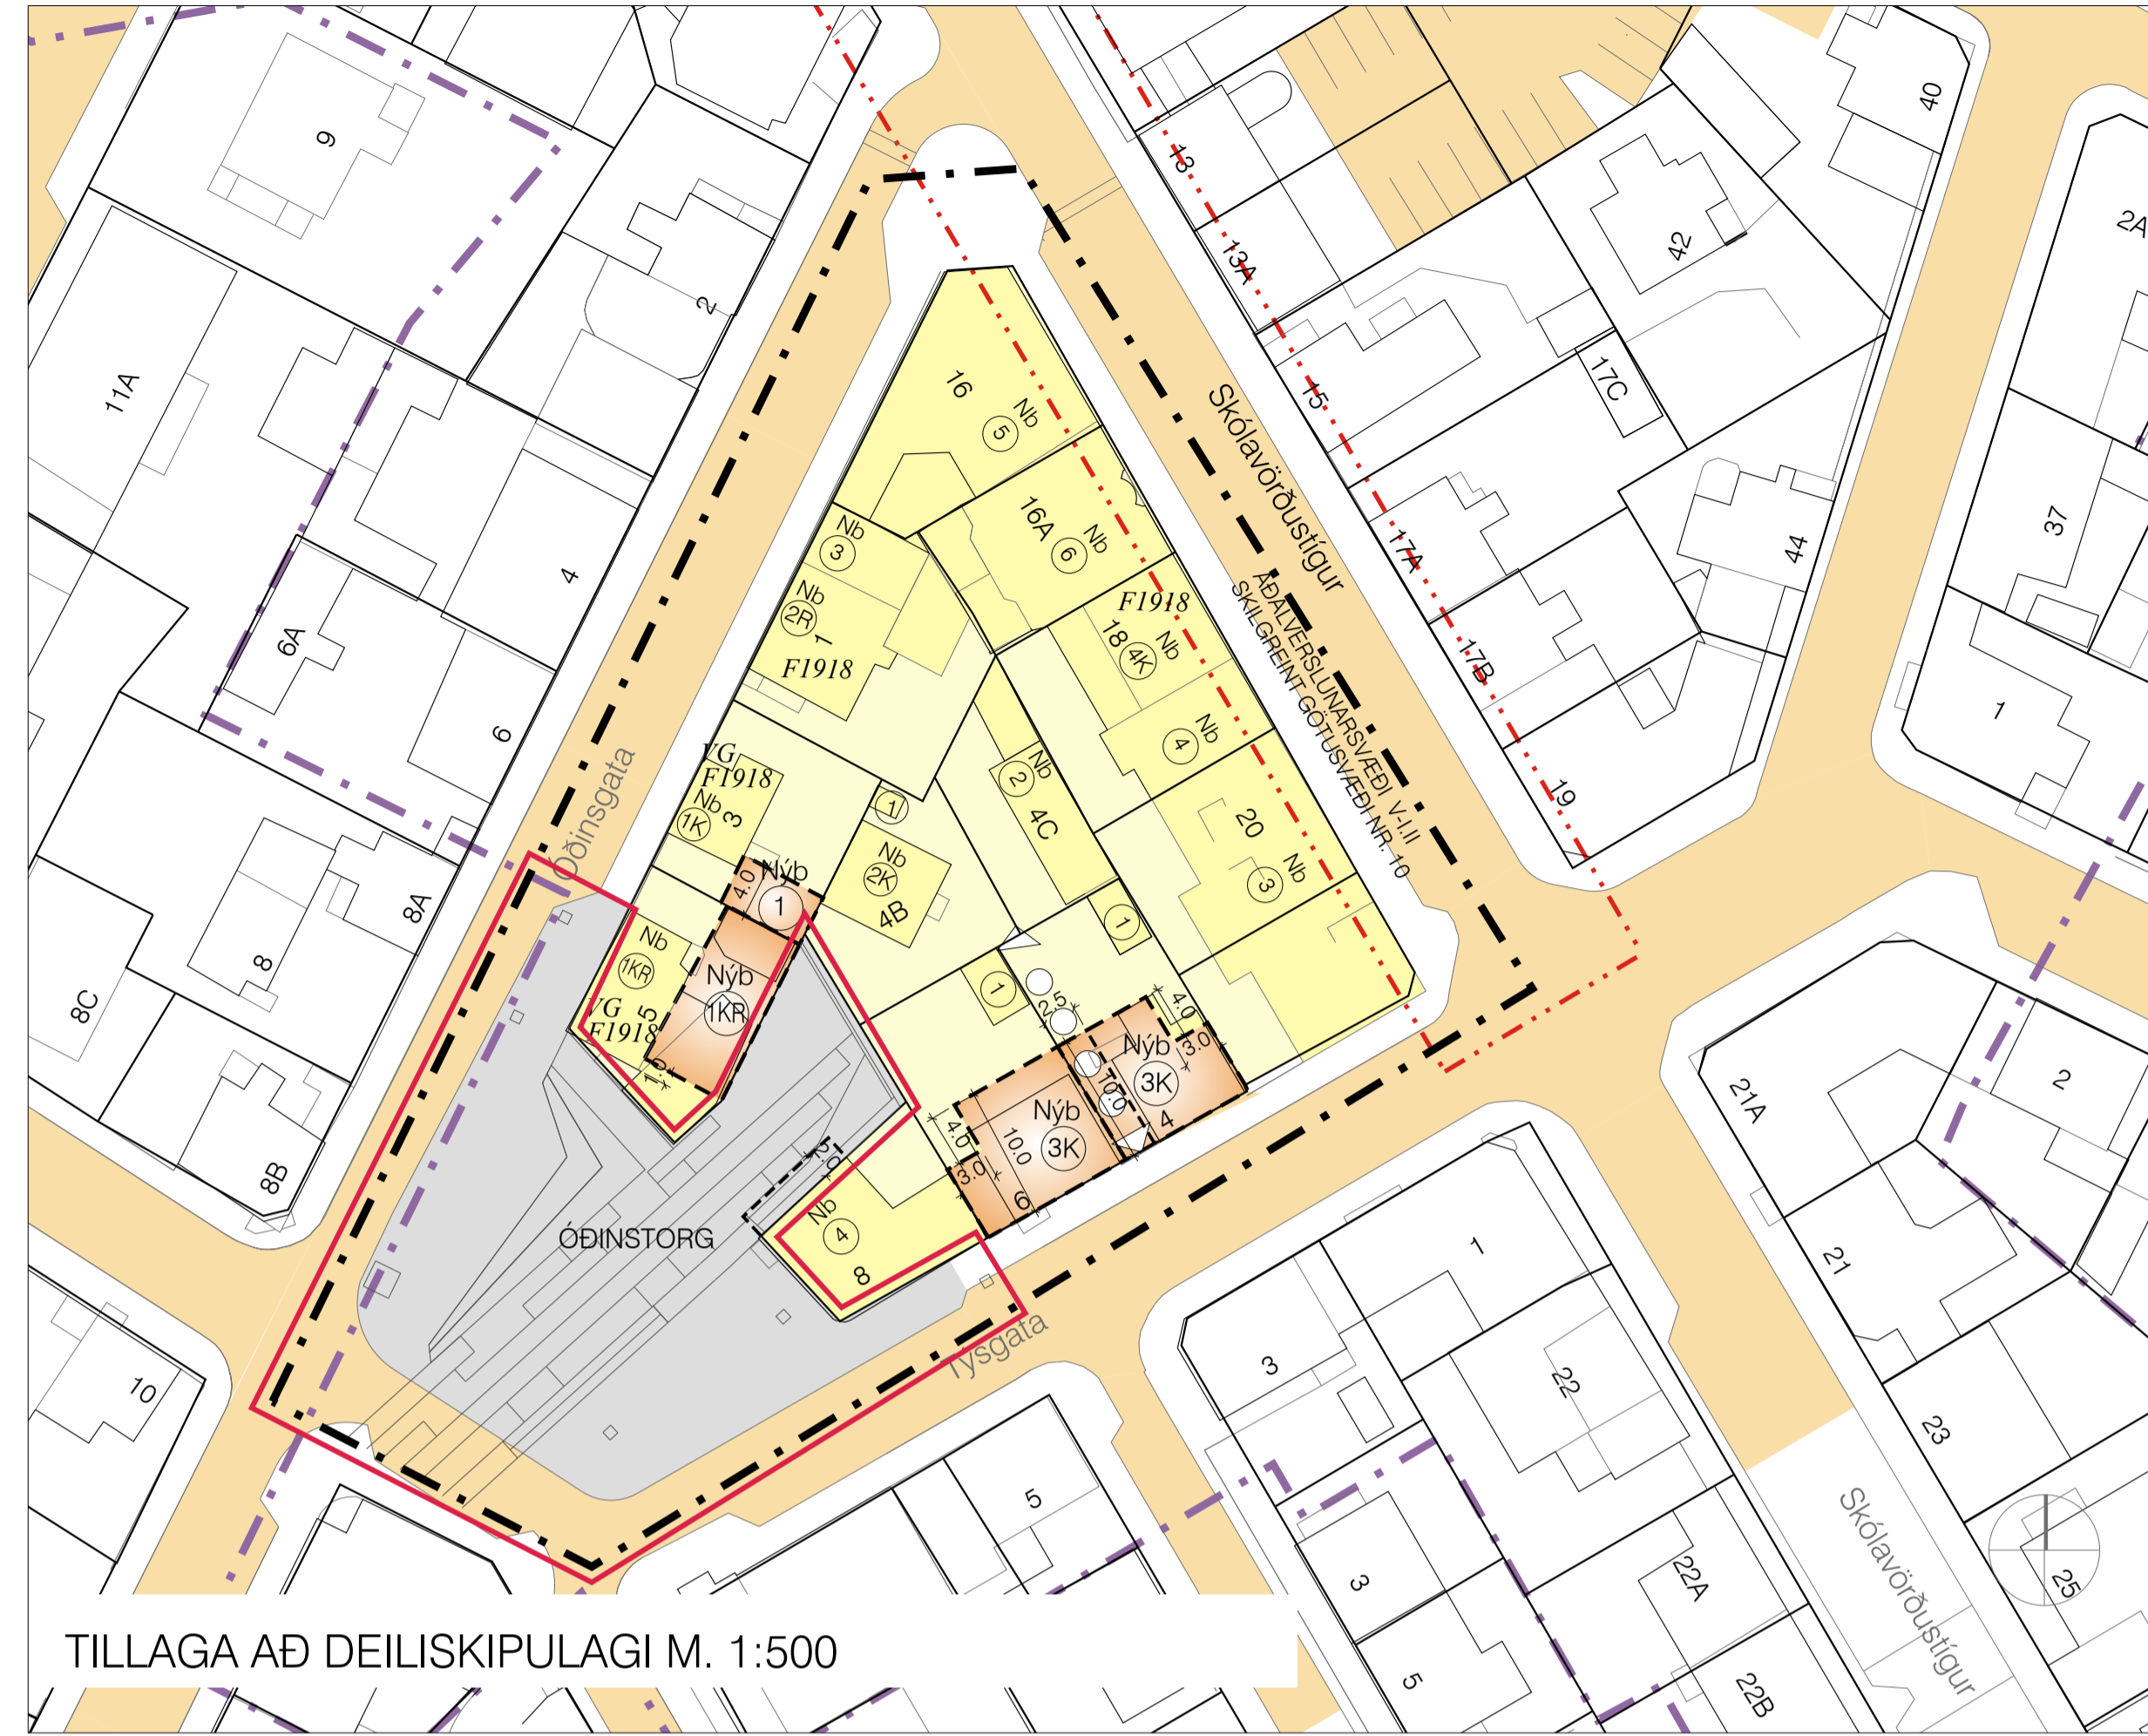 9
2
11A
4
6A
6
8A
8
8C
8B
10
13
13A
15
17A
17B
17C
19
40
42
44
2A
37
1
Skólavörðustígur
AÐALVERSLUNARSVÆÐI V-I.II
SKILGREINT GÖTUSVÆÐI NR. 10
Óðinsgata
16
Nb
5
16A
Nb
6
Nb
3
Nb
2R
1
F1918
F1918
18
Nb
4K
Nb
4
VG
F1918
Nb
1K
3
1
Nb
2K
4B
Nb
2
4C
20
Nb
3
1
1
4.0
Nýb
1
Nb
1KR
VG
F1918
5
Nýb
1KR
1.0
2.5
4.0
Nýb
3K
3.0
10.0
4
4.0
10.0
Nýb
3K
3.0
6
2.0
Nb
4
8
ÓÐINSTORG
Týsgata
21A
2
21
23
25
1
3
22
5
3
22A
5
22B
Skólavörðustígur
TILLAGA AÐ DEILISKIPULAGI M. 1:500